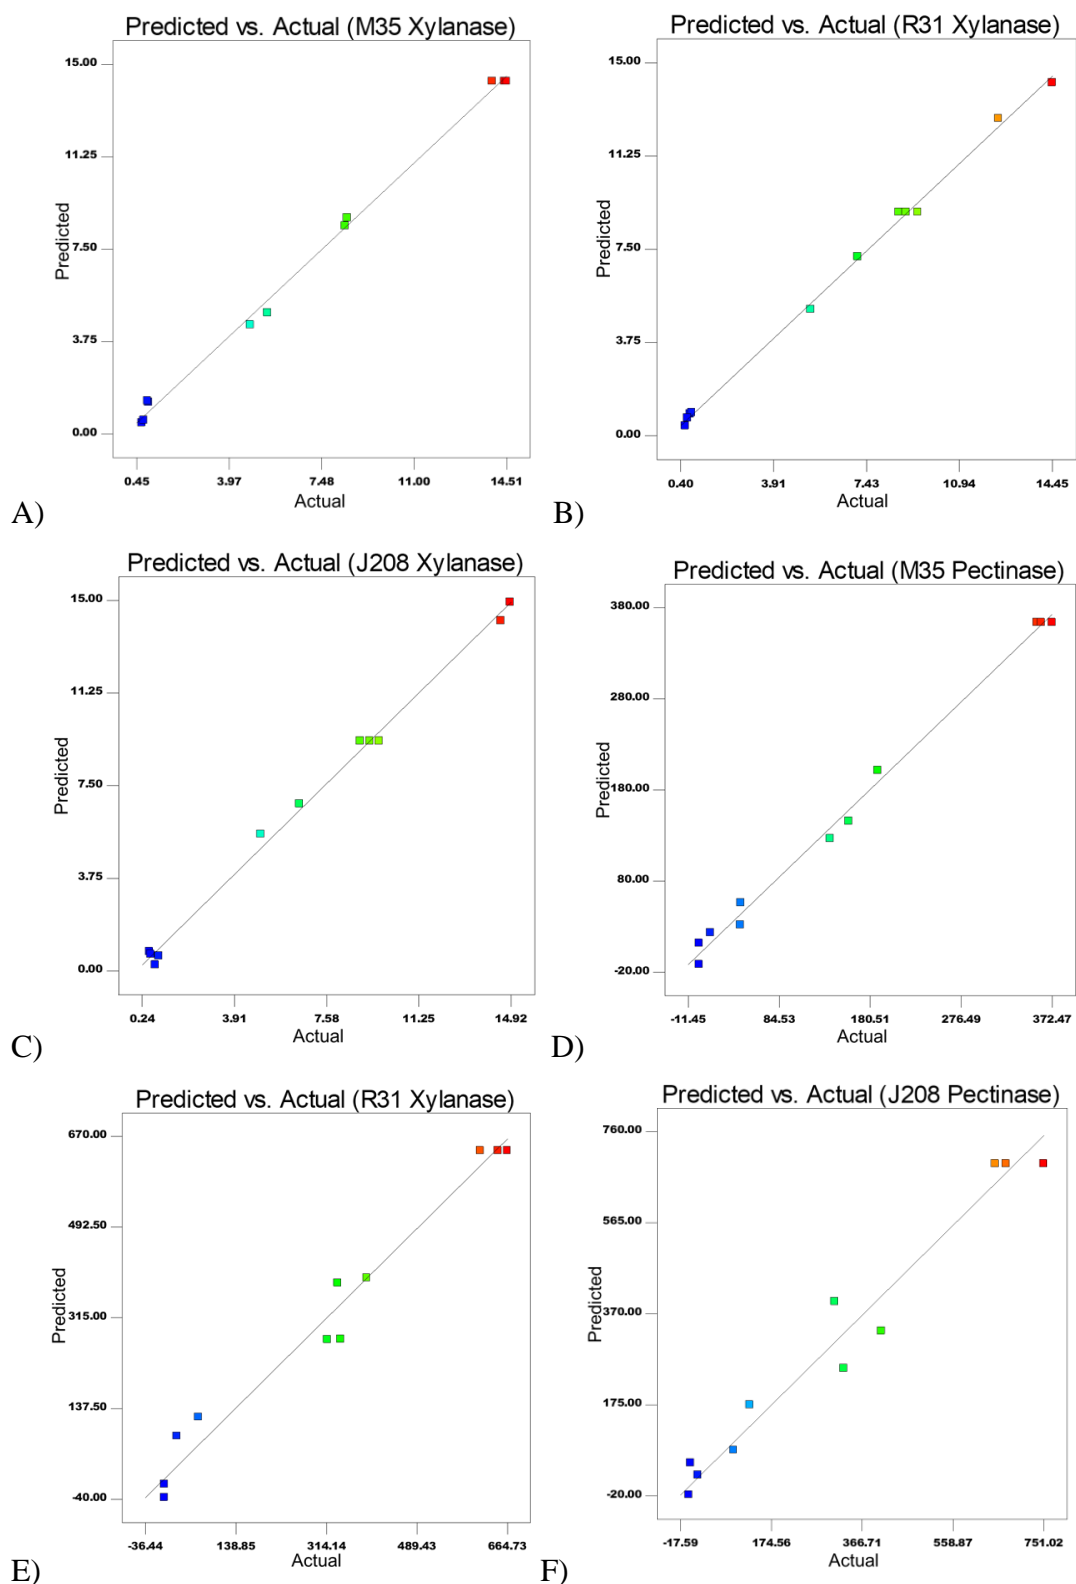 Predicted vs. Actual (M35 Xylanase)
15.00
11.25
7.50
3.75
0.00
Predicted
0.45 3.97 7.48 11.00 14.51
Actual
A)
Predicted vs. Actual (R31 Xylanase)
15.00
11.25
7.50
3.75
0.00
Predicted
0.40 3.91 7.43 10.94 14.45
Actual
B)
Predicted vs. Actual (J208 Xylanase)
15.00
11.25
7.50
3.75
0.00
Predicted
0.24 3.91 7.58 11.25 14.92
Actual
C)
Predicted vs. Actual (M35 Pectinase)
380.00
280.00
180.00
80.00
-20.00
Predicted
-11.45 84.53 180.51 276.49 372.47
Actual
D)
Predicted vs. Actual (R31 Xylanase)
670.00
492.50
315.00
137.50
-40.00
Predicted
-36.44 138.85 314.14 489.43 664.73
Actual
E)
Predicted vs. Actual (J208 Pectinase)
760.00
565.00
370.00
175.00
-20.00
Predicted
-17.59 174.56 366.71 558.87 751.02
Actual
F)